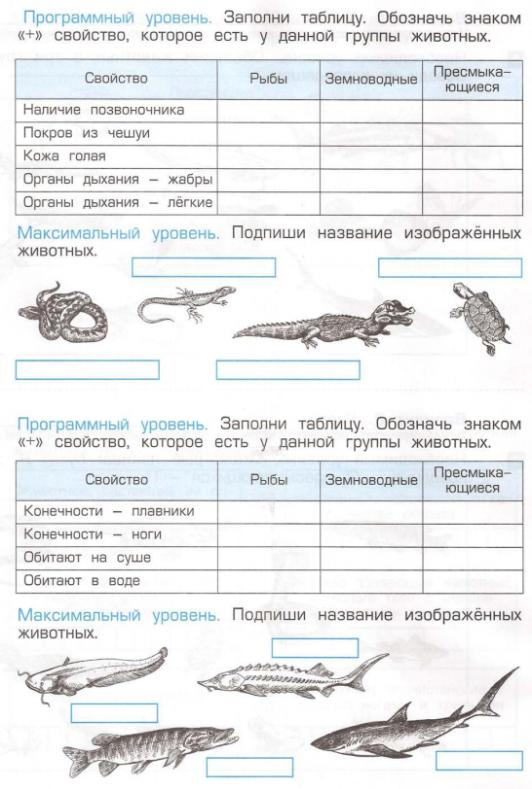 Программный уровень. Заполни таблицу. Обозначь знаком
«+» свойство, которое есть у данной группы животных.
Свойство Рыбы Земноводные Пресмыка-
ющиеся
Наличие позвоночника
Покров из чешуи
Кожа голая
Органы дыхания – жабры
Органы дыхания – лёгкие
Максимальный уровень. Подпиши название изображённых
животных.
Программный уровень. Заполни таблицу. Обозначь знаком
«+» свойство, которое есть у данной группы животных.
Свойство Рыбы Земноводные Пресмыка-
ющиеся
Конечности – плавники
Конечности – ноги
Обитают на суше
Обитают в воде
Максимальный уровень. Подпиши название изображённых
животных.